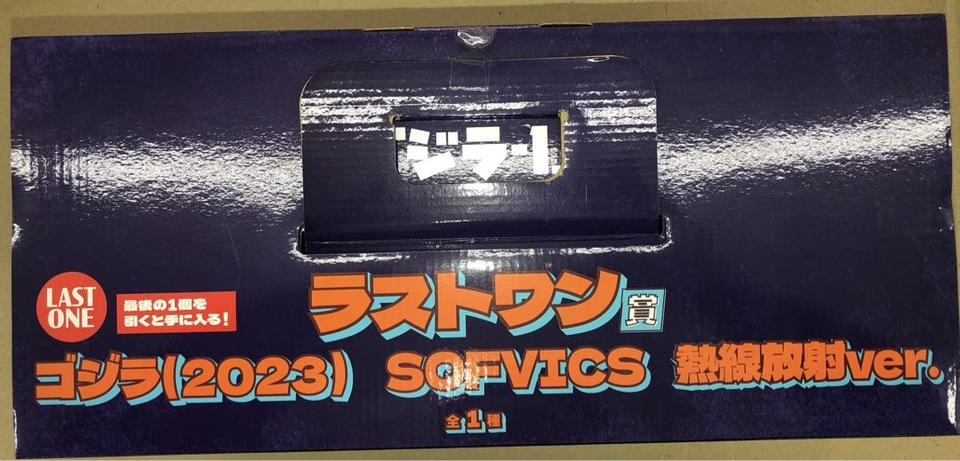 ジラ-1
LAST ONE
最後の1個を
引くと手に入る!
ラストワン賞
ゴジラ(2023) SOFVICS 熱線放射ver.
全1種